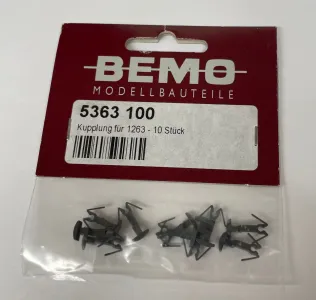 BEMO
MODELLBAUTEILE
5363 100
Kupplung für 1263 - 10 Stück